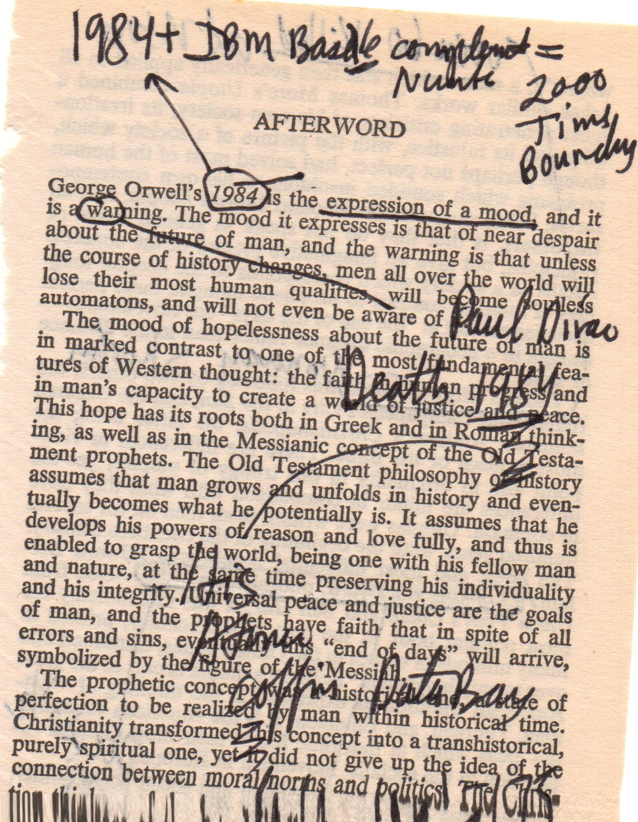 1984 + IBM
=
2000
Time
Boundry
AFTERWORD
George Orwell's 1984 is the expression of a mood, and it
is a warning. The mood it expresses is that of near despair
about the future of man, and the warning is that unless
the course of history changes, men all over the world will
lose their most human qualities, will become soulless
automatons, and will not even be aware of
Paul Dirac
The mood of hopelessness about the future of man is
in marked contrast to one of the most fundamental fea-
tures of Western thought: the faith in human progress and
Death 1984
in man's capacity to create a world of justice and peace.
This hope has its roots both in Greek and in Roman think-
ing, as well as in the Messianic concept of the Old Testa-
ment prophets. The Old Testament philosophy of history
assumes that man grows and unfolds in history and even-
tually becomes what he potentially is. It assumes that he
develops his powers of reason and love fully, and thus is
enabled to grasp the world, being one with his fellow man
and nature, at the same time preserving his individuality
His
and his integrity. Universal peace and justice are the goals
of man, and the prophets have faith that in spite of all
Atomic
errors and sins, eventually this "end of days" will arrive,
symbolized by the figure of the Messiah.
Coffin
The prophetic concept was a historical one, a state of
perfection to be realized by man within historical time.
Christianity transformed this concept into a transhistorical,
purely spiritual one, yet it did not give up the idea of the
connection between moral norms and politics. The Chris-